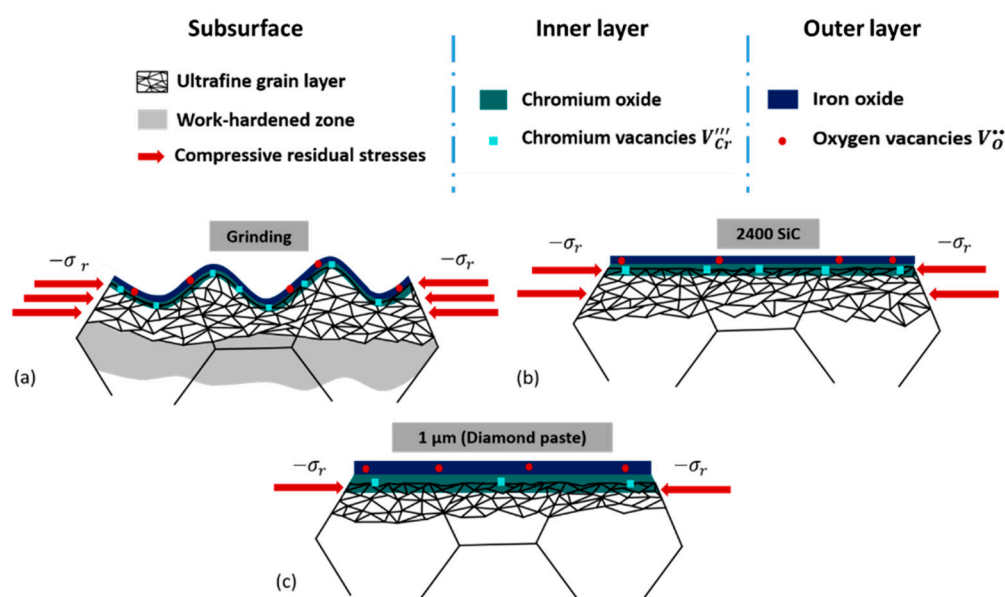 Subsurface
Inner layer
Outer layer
Ultrafine grain layer
Work-hardened zone
Compressive residual stresses
Chromium oxide
Chromium vacancies V'''Cr
Iron oxide
Oxygen vacancies V••O
Grinding
−σ r
−σr
(a)
2400 SiC
−σr
−σr
(b)
1 μm (Diamond paste)
−σr
−σr
(c)